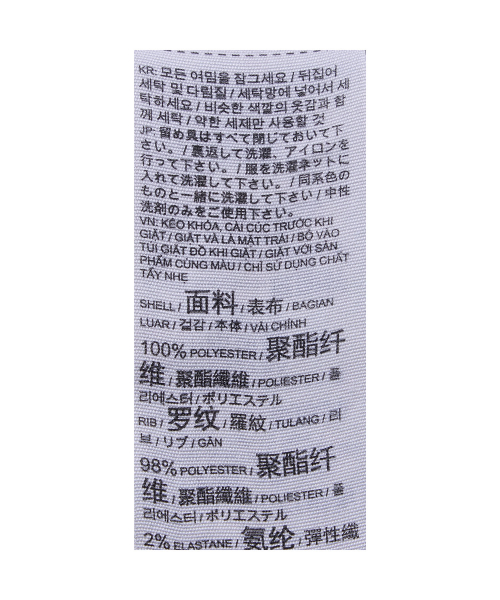 KR: 모든 여밈을 잠그세요 / 뒤집어
세탁 및 다림질 / 세탁망에 넣어서 세
탁하세요 / 비슷한 색깔의 옷감과 함
께 세탁 / 약한 세제만 사용할 것
JP: 留め具はすべて閉じておいて下
さい。 / 裏返して洗濯、アイロンを
行って下さい。 / 服を洗濯ネットに
入れて洗濯して下さい。 / 同系色の
ものと一緒に洗濯して下さい / 中性
洗剤のみをご使用下さい。
VN: KÉO KHÓA, CÀI CÚC TRƯỚC KHI
GIẶT / GIẶT VÀ LÀ MẶT TRÁI / BỎ VÀO
TÚI GIẶT ĐỒ KHI GIẶT / GIẶT VỚI SẢN
PHẨM CÙNG MÀU / CHỈ SỬ DỤNG CHẤT
TẨY NHẸ
SHELL / 面料 / 表布 / BAGIAN
LUAR / 겉감 / 本体 / VẢI CHÍNH
100% POLYESTER / 聚酯纤
维 / 聚酯纖維 / POLIESTER / 폴
리에스터 / ポリエステル
RIB / 罗纹 / 羅紋 / TULANG / 리
브 / リブ / GÂN
98% POLYESTER / 聚酯纤
维 / 聚酯纖維 / POLIESTER / 폴
리에스터 / ポリエステル
2% ELASTANE / 氨纶 / 彈性纖